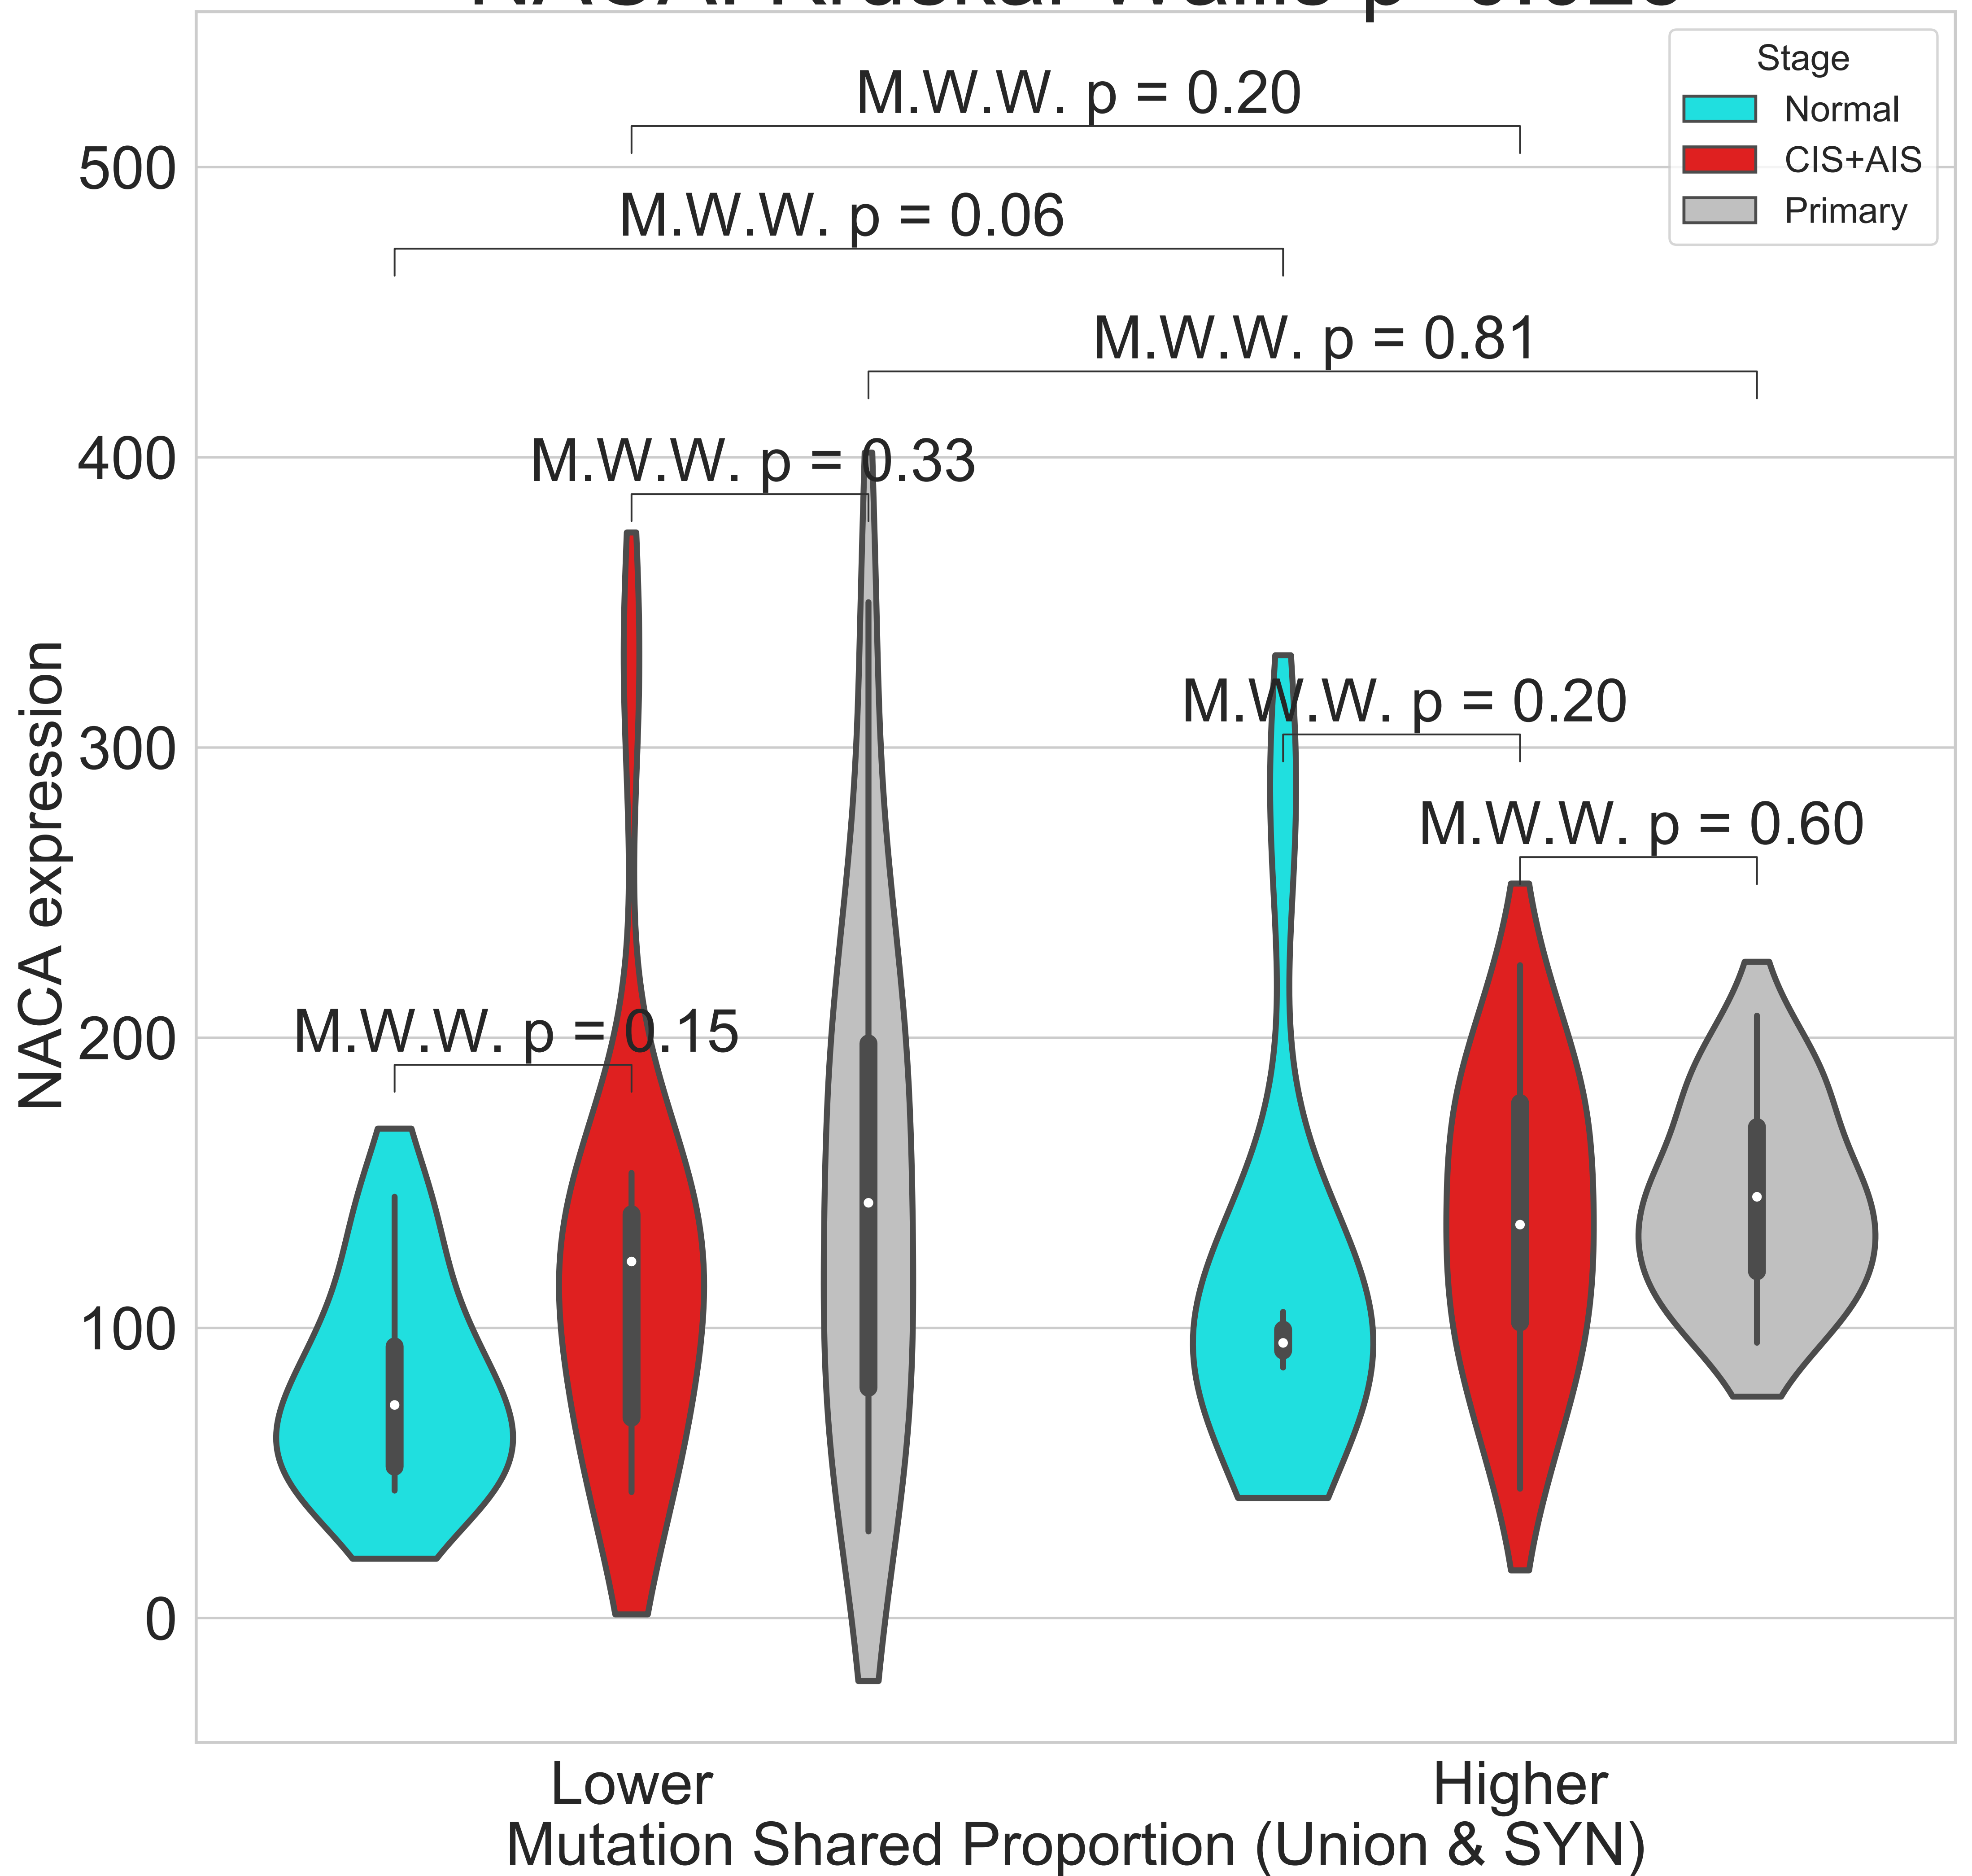 Stage
Normal
CIS+AIS
Primary
M.W.W. p = 0.20
M.W.W. p = 0.06
M.W.W. p = 0.81
M.W.W. p = 0.33
M.W.W. p = 0.20
M.W.W. p = 0.60
M.W.W. p = 0.15
500
400
300
200
100
0
NACA expression
Lower
Higher
Mutation Shared Proportion (Union & SYN)